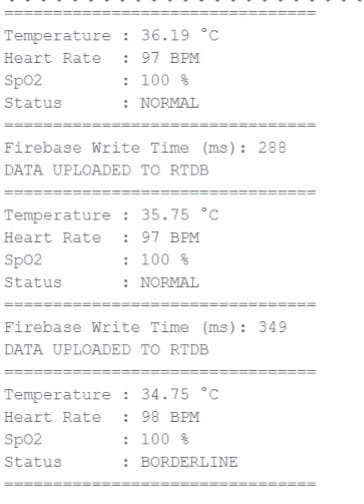 ================================
Temperature : 36.19 °C
Heart Rate  : 97 BPM
SpO2        : 100 %
Status      : NORMAL
================================
Firebase Write Time (ms): 288
DATA UPLOADED TO RTDB
================================
Temperature : 35.75 °C
Heart Rate  : 97 BPM
SpO2        : 100 %
Status      : NORMAL
================================
Firebase Write Time (ms): 349
DATA UPLOADED TO RTDB
================================
Temperature : 34.75 °C
Heart Rate  : 98 BPM
SpO2        : 100 %
Status      : BORDERLINE
================================